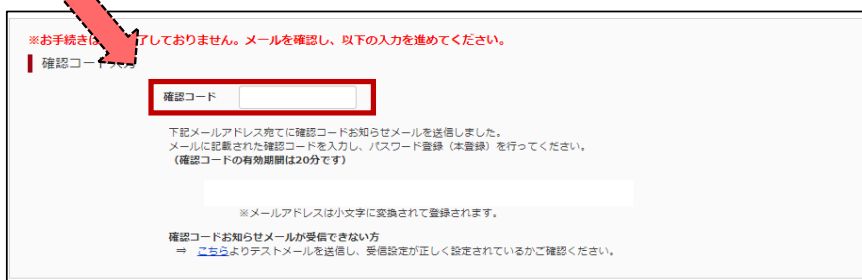 ※お手続きは 了しておりません。メールを確認し、以下の入力を進めてください。
確認コード入力
確認コード
下記メールアドレス宛てに確認コードお知らせメールを送信しました。
メールに記載された確認コードを入力し、パスワード登録（本登録）を行ってください。
（確認コードの有効期間は20分です）
※メールアドレスは小文字に変換されて登録されます。
確認コードお知らせメールが受信できない方
⇒ こちらよりテストメールを送信し、受信設定が正しく設定されているかご確認ください。